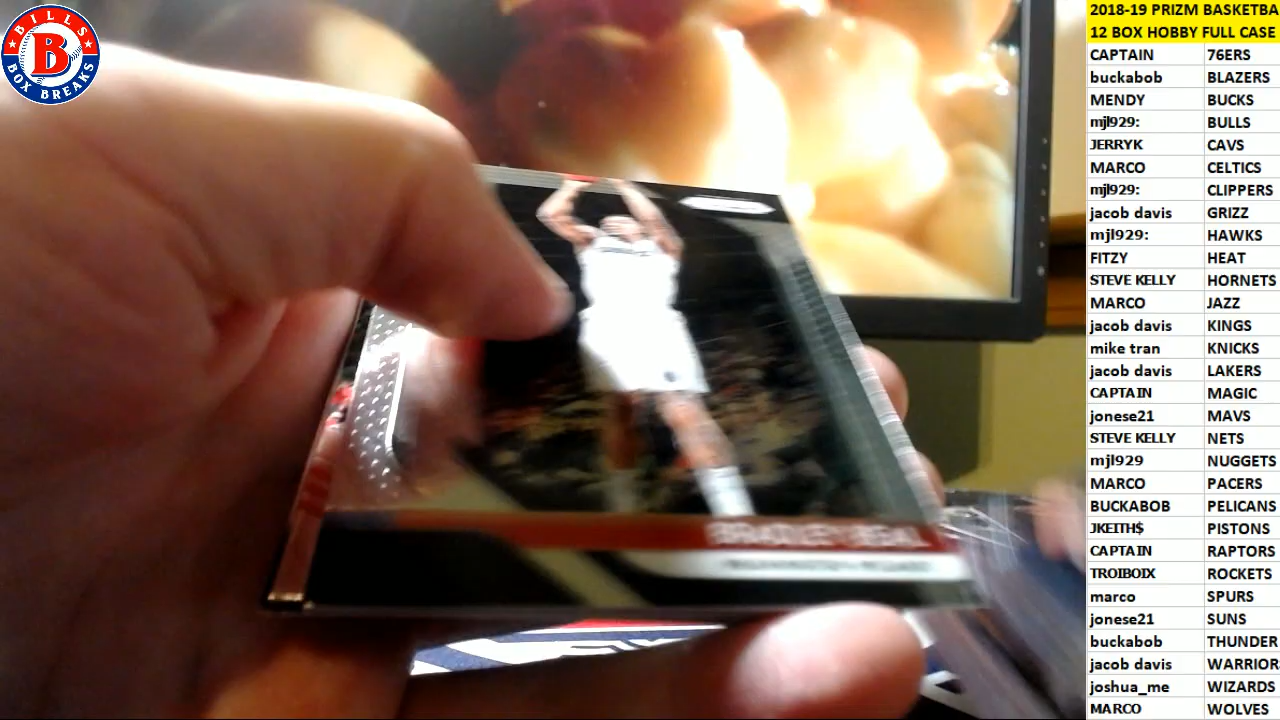 BILLS
B
BOX BREAKS
2018-19 PRIZM BASKETBA
12 BOX HOBBY FULL CASE
CAPTAIN 76ERS
buckabob BLAZERS
MENDY BUCKS
mjl929: BULLS
JERRYK CAVS
MARCO CELTICS
mjl929: CLIPPERS
jacob davis GRIZZ
mjl929: HAWKS
FITZY HEAT
STEVE KELLY HORNETS
MARCO JAZZ
jacob davis KINGS
mike tran KNICKS
jacob davis LAKERS
CAPTAIN MAGIC
jonese21 MAVS
STEVE KELLY NETS
mjl929 NUGGETS
MARCO PACERS
BUCKABOB PELICANS
JKEITH$ PISTONS
CAPTAIN RAPTORS
TROIBOIX ROCKETS
marco SPURS
jonese21 SUNS
buckabob THUNDER
jacob davis WARRIOR
joshua_me WIZARDS
MARCO WOLVES
BRADLEY BEAL
WASHINGTON WIZARDS